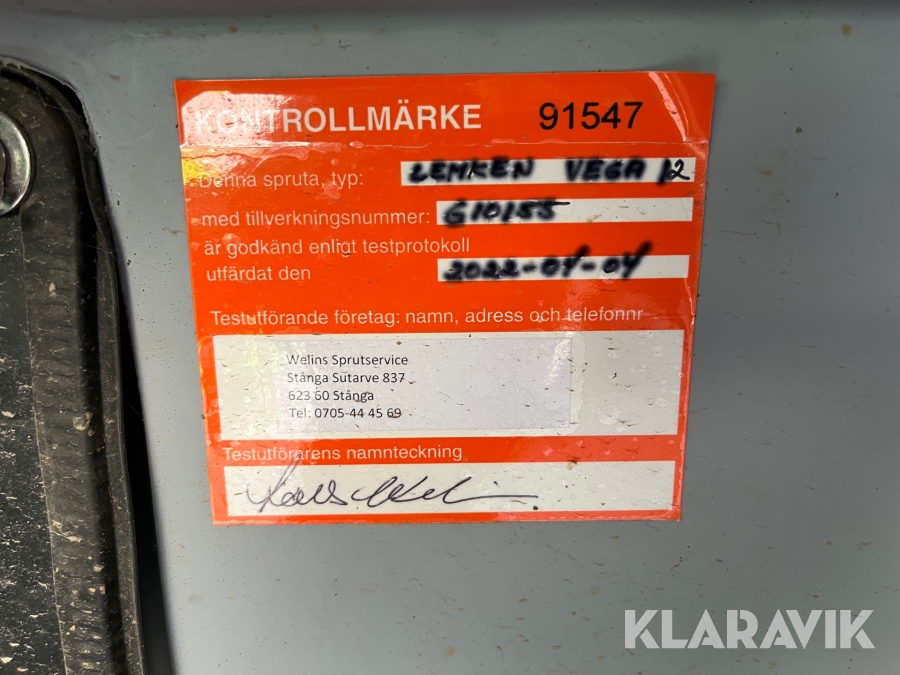 KONTROLLMÄRKE 91547
Denna spruta, typ: LEMKEN VEGA 12
med tillverkningsnummer: G10155
är godkänd enligt testprotokoll
utfärdat den 2022-04-04
Testutförande företag: namn, adress och telefonnr
Welins Sprutservice
Stånga Sutarve 837
623 60 Stånga
Tel: 0705-44 45 69
Testutförarens namnteckning
KLARAVIK